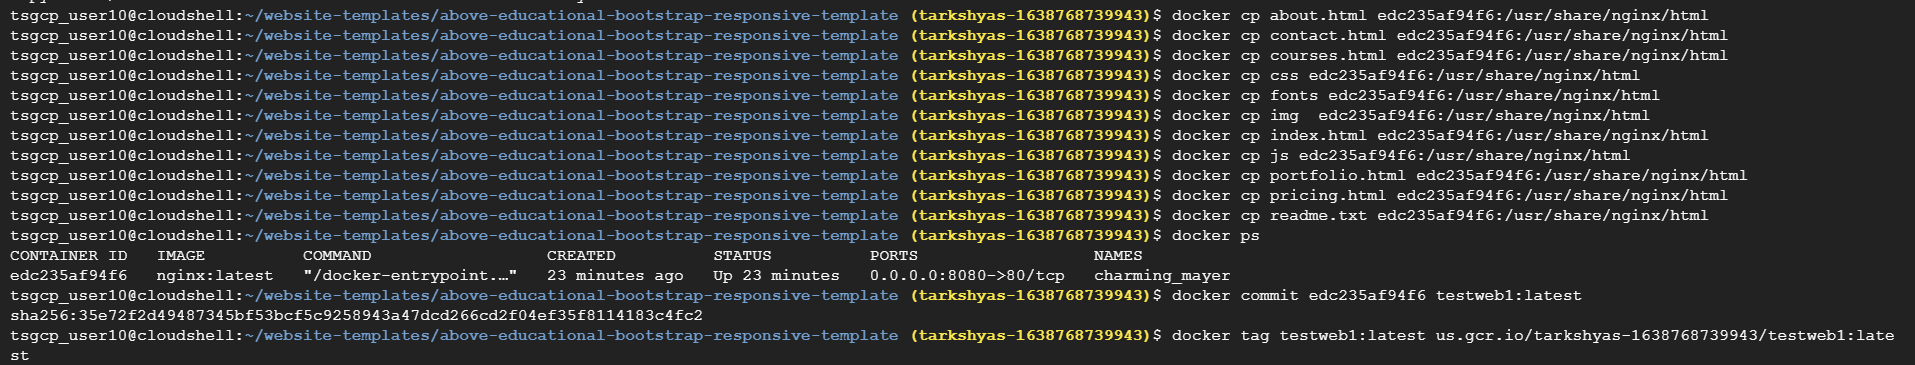 tsgcp_user10@cloudshell:~/website-templates/above-educational-bootstrap-responsive-template (tarkshyas-1638768739943)$ docker cp about.html edc235af94f6:/usr/share/nginx/html
tsgcp_user10@cloudshell:~/website-templates/above-educational-bootstrap-responsive-template (tarkshyas-1638768739943)$ docker cp contact.html edc235af94f6:/usr/share/nginx/html
tsgcp_user10@cloudshell:~/website-templates/above-educational-bootstrap-responsive-template (tarkshyas-1638768739943)$ docker cp courses.html edc235af94f6:/usr/share/nginx/html
tsgcp_user10@cloudshell:~/website-templates/above-educational-bootstrap-responsive-template (tarkshyas-1638768739943)$ docker cp css edc235af94f6:/usr/share/nginx/html
tsgcp_user10@cloudshell:~/website-templates/above-educational-bootstrap-responsive-template (tarkshyas-1638768739943)$ docker cp fonts edc235af94f6:/usr/share/nginx/html
tsgcp_user10@cloudshell:~/website-templates/above-educational-bootstrap-responsive-template (tarkshyas-1638768739943)$ docker cp img  edc235af94f6:/usr/share/nginx/html
tsgcp_user10@cloudshell:~/website-templates/above-educational-bootstrap-responsive-template (tarkshyas-1638768739943)$ docker cp index.html edc235af94f6:/usr/share/nginx/html
tsgcp_user10@cloudshell:~/website-templates/above-educational-bootstrap-responsive-template (tarkshyas-1638768739943)$ docker cp js edc235af94f6:/usr/share/nginx/html
tsgcp_user10@cloudshell:~/website-templates/above-educational-bootstrap-responsive-template (tarkshyas-1638768739943)$ docker cp portfolio.html edc235af94f6:/usr/share/nginx/html
tsgcp_user10@cloudshell:~/website-templates/above-educational-bootstrap-responsive-template (tarkshyas-1638768739943)$ docker cp pricing.html edc235af94f6:/usr/share/nginx/html
tsgcp_user10@cloudshell:~/website-templates/above-educational-bootstrap-responsive-template (tarkshyas-1638768739943)$ docker cp readme.txt edc235af94f6:/usr/share/nginx/html
tsgcp_user10@cloudshell:~/website-templates/above-educational-bootstrap-responsive-template (tarkshyas-1638768739943)$ docker ps
CONTAINER ID   IMAGE          COMMAND                  CREATED          STATUS          PORTS                  NAMES
edc235af94f6   nginx:latest   "/docker-entrypoint.…"   23 minutes ago   Up 23 minutes   0.0.0.0:8080->80/tcp   charming_mayer
tsgcp_user10@cloudshell:~/website-templates/above-educational-bootstrap-responsive-template (tarkshyas-1638768739943)$ docker commit edc235af94f6 testweb1:latest
sha256:35e72f2d49487345bf53bcf5c9258943a47dcd266cd2f04ef35f8114183c4fc2
tsgcp_user10@cloudshell:~/website-templates/above-educational-bootstrap-responsive-template (tarkshyas-1638768739943)$ docker tag testweb1:latest us.gcr.io/tarkshyas-1638768739943/testweb1:late
st